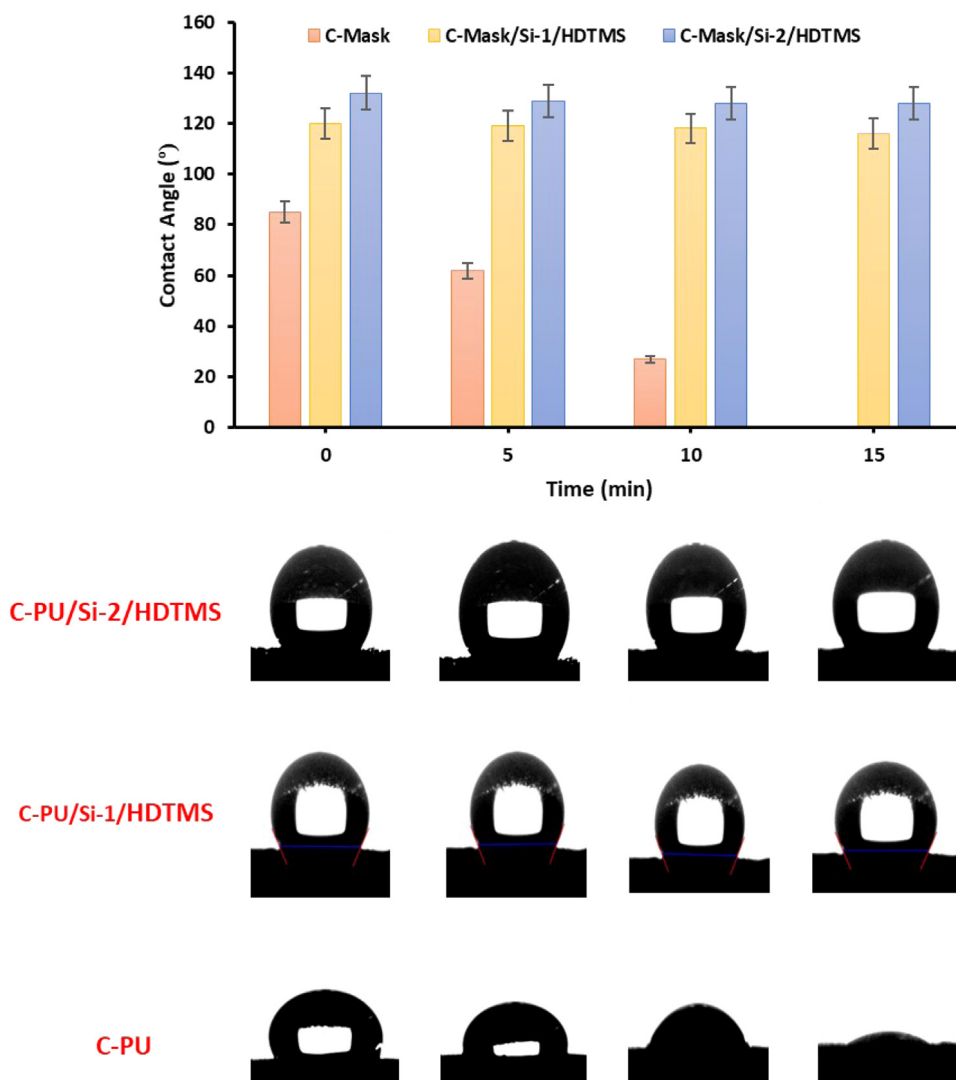 160
C-Mask C-Mask/Si-1/HDTMS C-Mask/Si-2/HDTMS
140
120
100
80
60
40
20
0
Contact Angle (°)
0 5 10 15
Time (min)
C-PU/Si-2/HDTMS
C-PU/Si-1/HDTMS
C-PU